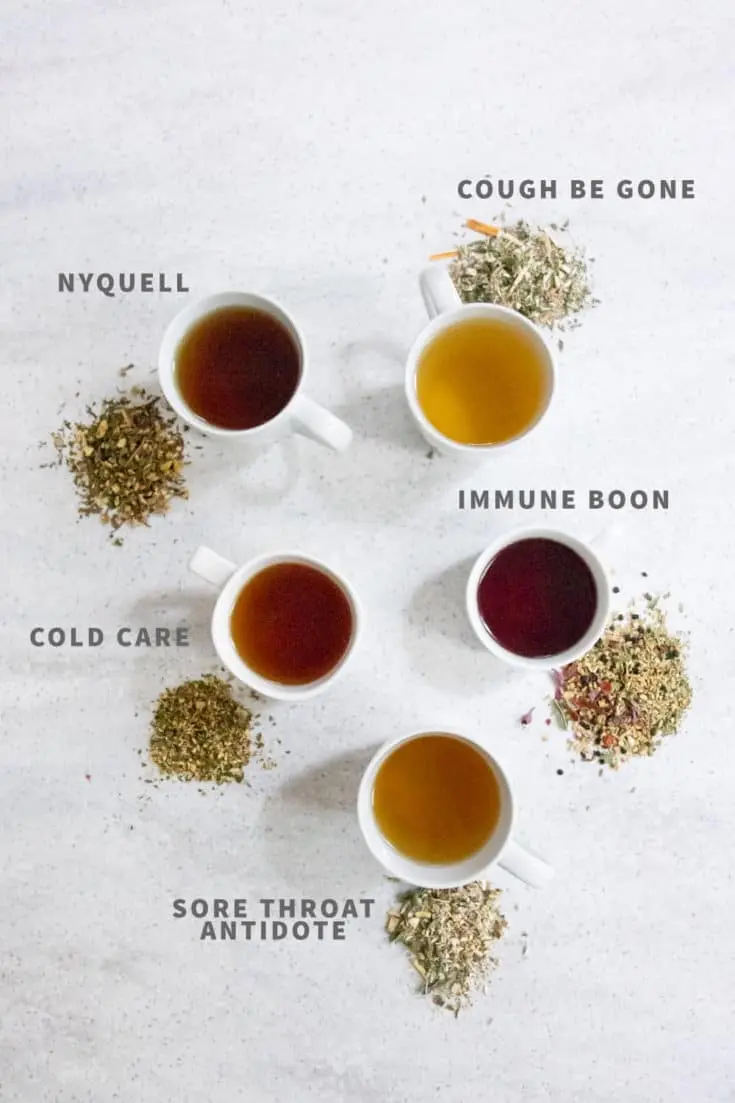 COUGH BE GONE
NYQUELL
IMMUNE BOON
COLD CARE
SORE THROAT
ANTIDOTE